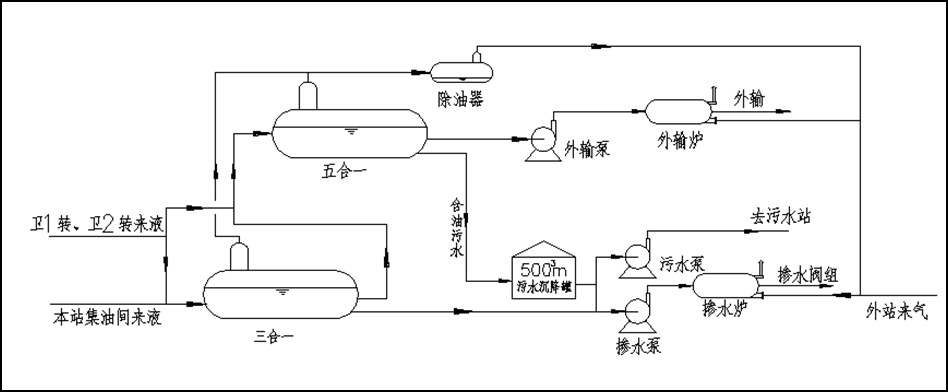 除油器
外输
外输泵
外输炉
五合一
卫1转、卫2转来液
含油污水
去污水站
500m³
污水沉降罐
污水泵
掺水阀组
掺水炉
本站集油间来液
外站来气
三合一
掺水泵